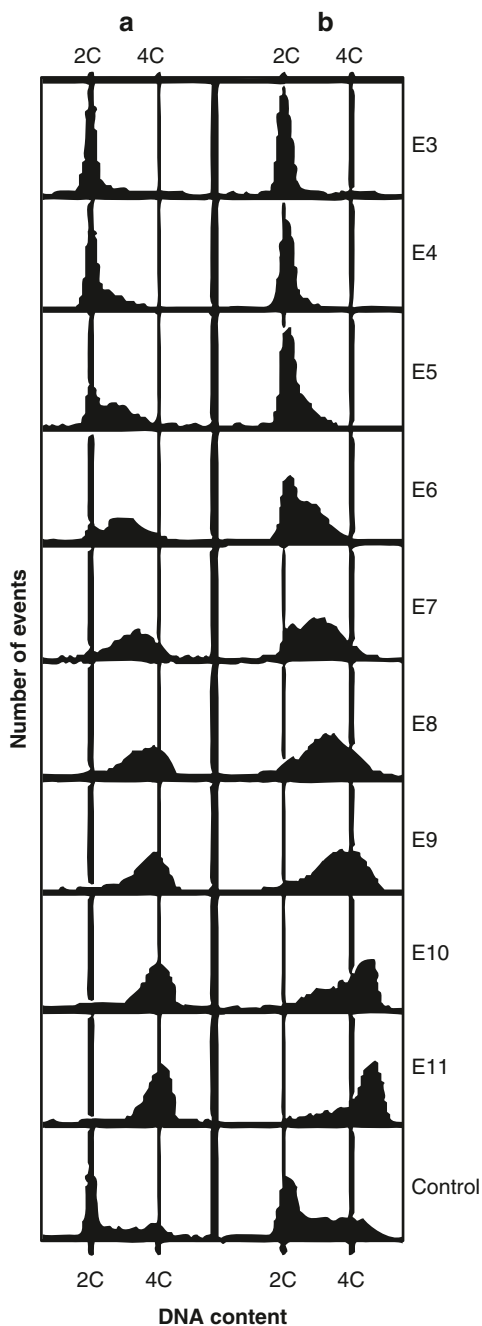 a b
2C 4C 2C 4C
E3
E4
E5
E6
E7
E8
E9
E10
E11
Control
Number of events
2C 4C 2C 4C
DNA content